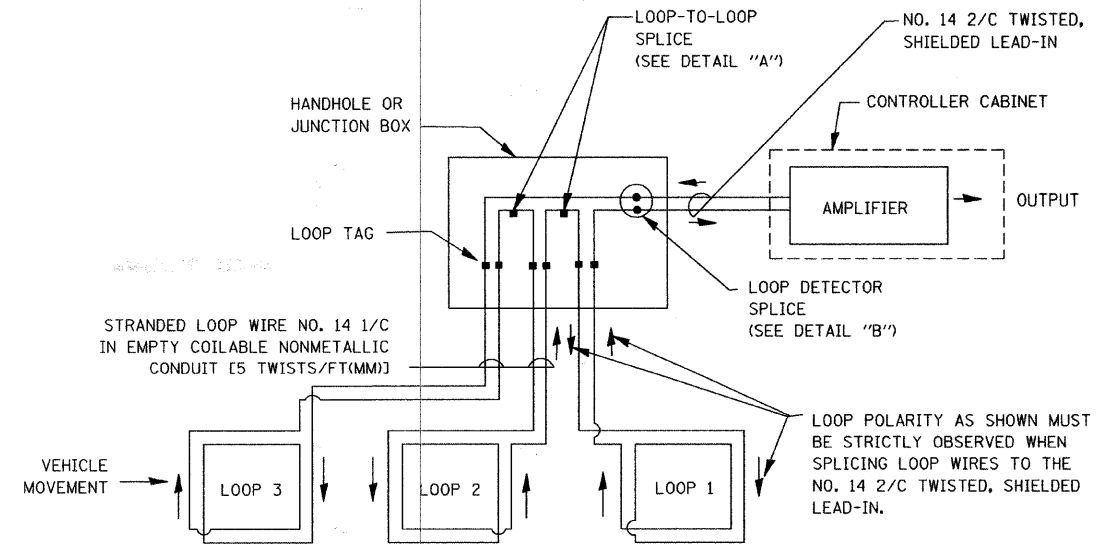 LOOP-TO-LOOP
SPLICE
(SEE DETAIL "A")
NO. 14 2/C TWISTED,
SHIELDED LEAD-IN
HANDHOLE OR
JUNCTION BOX
CONTROLLER CABINET
AMPLIFIER
OUTPUT
LOOP TAG
LOOP DETECTOR
SPLICE
(SEE DETAIL "B")
STRANDED LOOP WIRE NO. 14 1/C
IN EMPTY COILABLE NONMETALLIC
CONDUIT [5 TWISTS/FT(MM)]
LOOP POLARITY AS SHOWN MUST
BE STRICTLY OBSERVED WHEN
SPLICING LOOP WIRES TO THE
NO. 14 2/C TWISTED, SHIELDED
LEAD-IN.
VEHICLE
MOVEMENT
LOOP 3
LOOP 2
LOOP 1